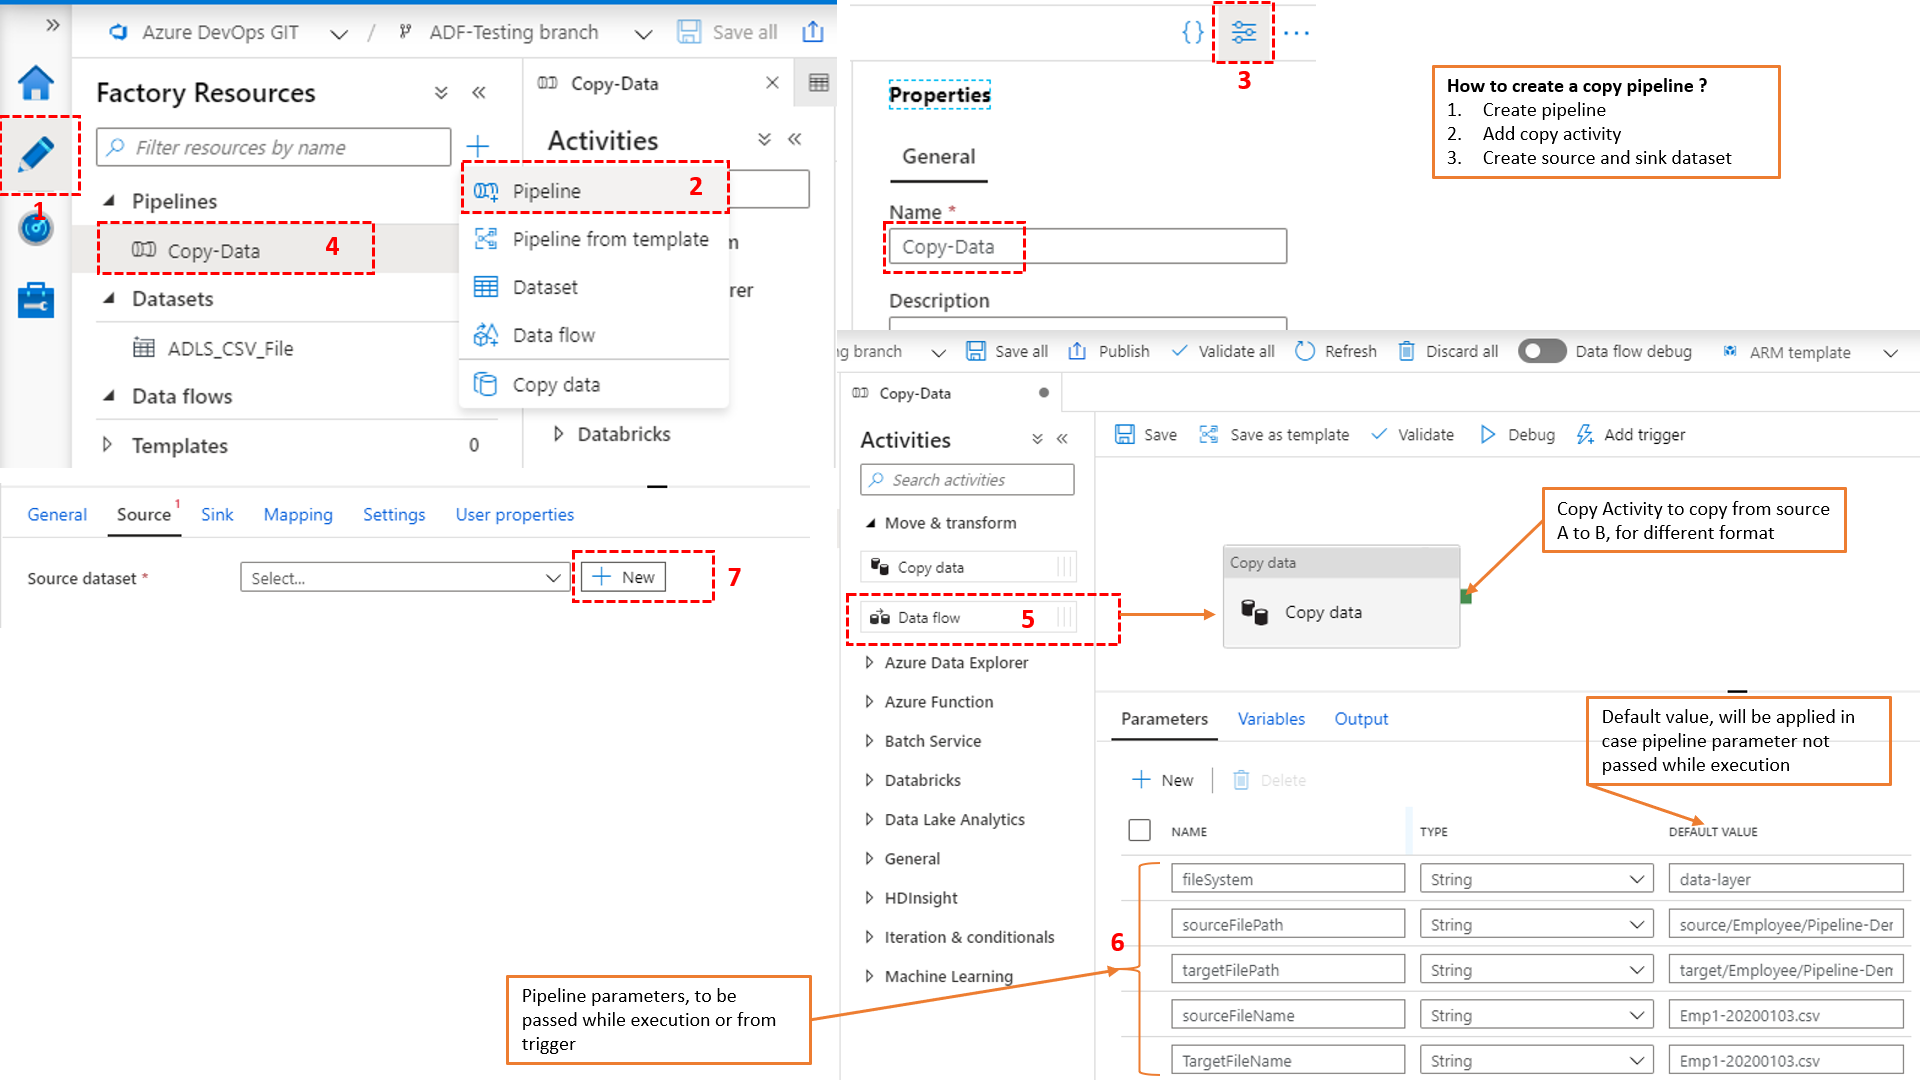 Azure DevOps GIT / ADF-Testing branch Save all
Factory Resources
Filter resources by name
Pipelines
Copy-Data
Datasets
ADLS_CSV_File
Data flows
Templates 0
1
4
Copy-Data
Activities
Pipeline 2
Pipeline from template
Dataset
Data flow
Copy data
m
rer
Databricks
{}
3
Properties
General
Name *
Copy-Data
Description
How to create a copy pipeline ?
1. Create pipeline
2. Add copy activity
3. Create source and sink dataset
General Source 1 Sink Mapping Settings User properties
Source dataset *
Select...
New
7
ng branch Save all Publish Validate all Refresh Discard all Data flow debug ARM template
Copy-Data
Activities
Search activities
Move & transform
Copy data
Data flow 5
Azure Data Explorer
Azure Function
Batch Service
Databricks
Data Lake Analytics
General
HDInsight
Iteration & conditionals
Machine Learning
Save Save as template Validate Debug Add trigger
Copy data
Copy data
Copy Activity to copy from source
A to B, for different format
Default value, will be applied in
case pipeline parameter not
passed while execution
Parameters Variables Output
New Delete
NAME TYPE DEFAULT VALUE
fileSystem String data-layer
sourceFilePath String source/Employee/Pipeline-Der
targetFilePath String target/Employee/Pipeline-Den
sourceFileName String Emp1-20200103.csv
TargetFileName String Emp1-20200103.csv
6
Pipeline parameters, to be
passed while execution or from
trigger